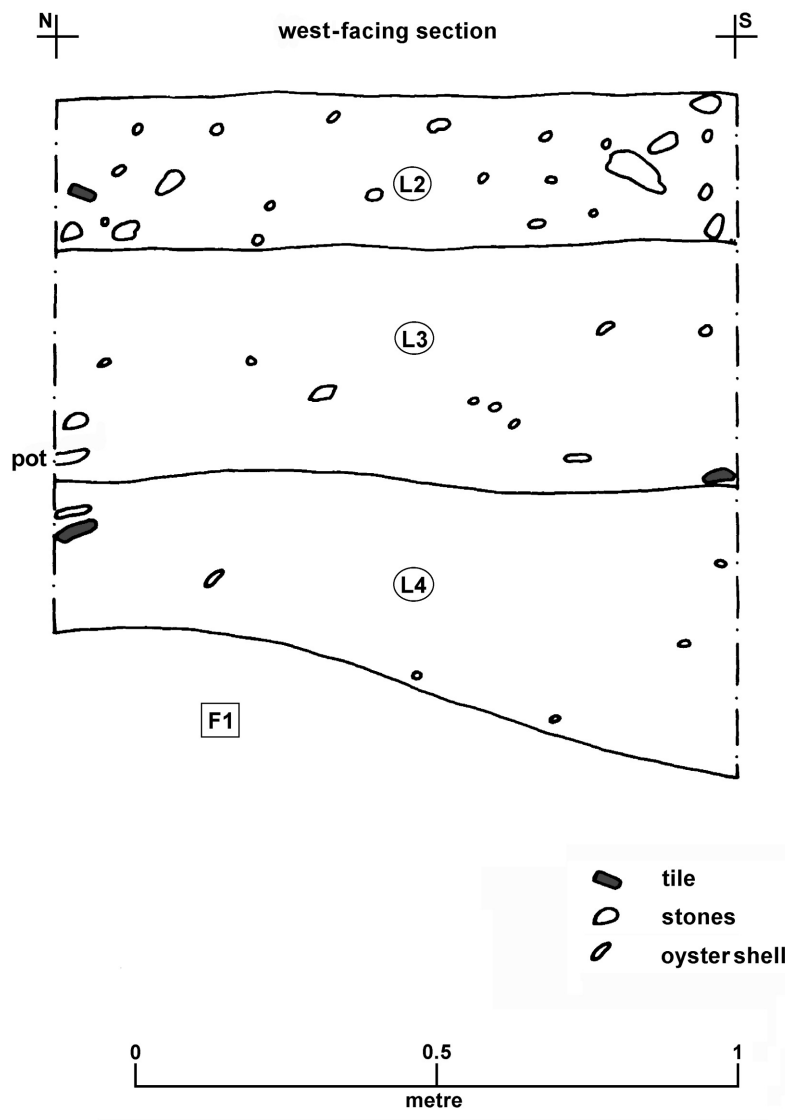 N
west-facing section
S
L2
L3
pot
L4
F1
tile
stones
oyster shell
0 0.5 1
metre